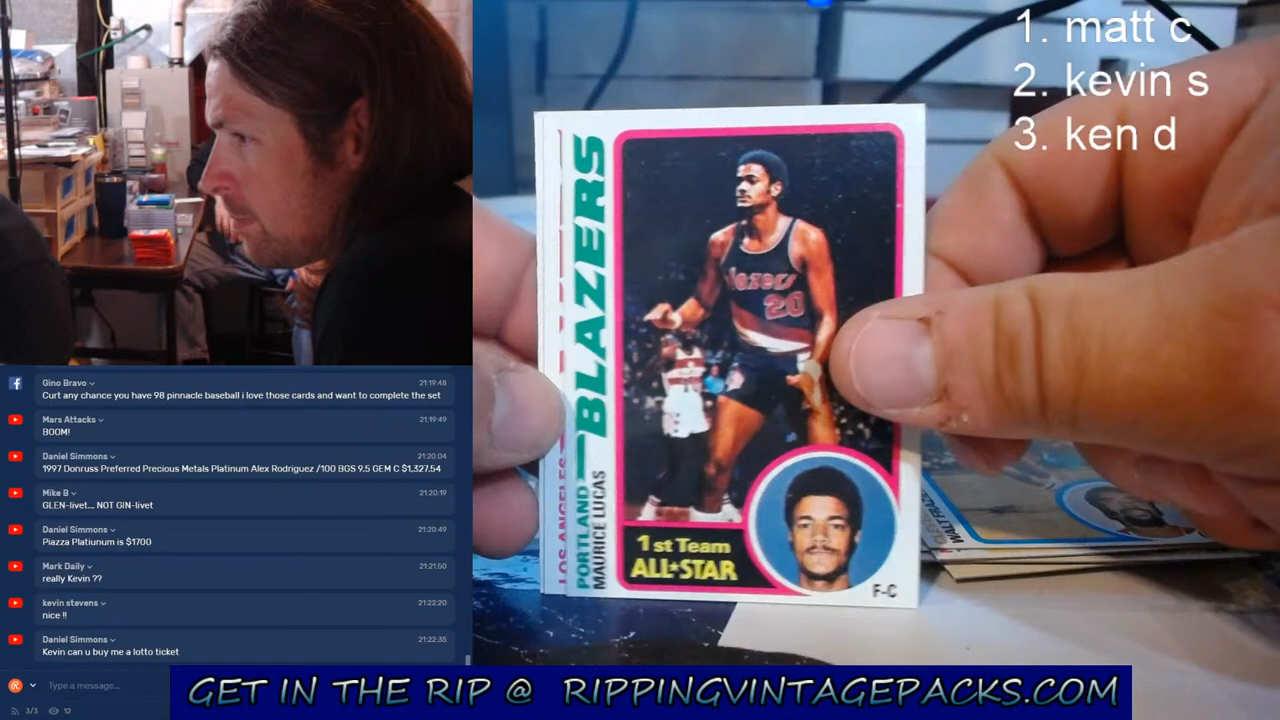 1. matt c
2. kevin s
3. ken d
Gino Bravo
21:19:48
Curt any chance you have 98 pinnacle baseball i love those cards and want to complete the set
Mars Attacks
21:19:49
BOOM!
Daniel Simmons
21:20:04
1997 Donruss Preferred Precious Metals Platinum Alex Rodriguez /100 BGS 9.5 GEM C $1,327.54
Mike B
21:20:19
GLEN-livet... NOT GIN-livet
Daniel Simmons
21:20:49
Piazza Platiunum is $1700
Mark Daily
21:21:50
really Kevin ??
kevin stevens
21:22:20
nice !!
Daniel Simmons
21:22:35
Kevin can u buy me a lotto ticket
Type a message...
3/3
12
LOS ANGELES
PORTLAND BLAZERS
MAURICE LUCAS
lazers
20
1st Team
ALL★STAR
F-C
GET IN THE RIP @ RIPPINGVINTAGEPACKS.COM